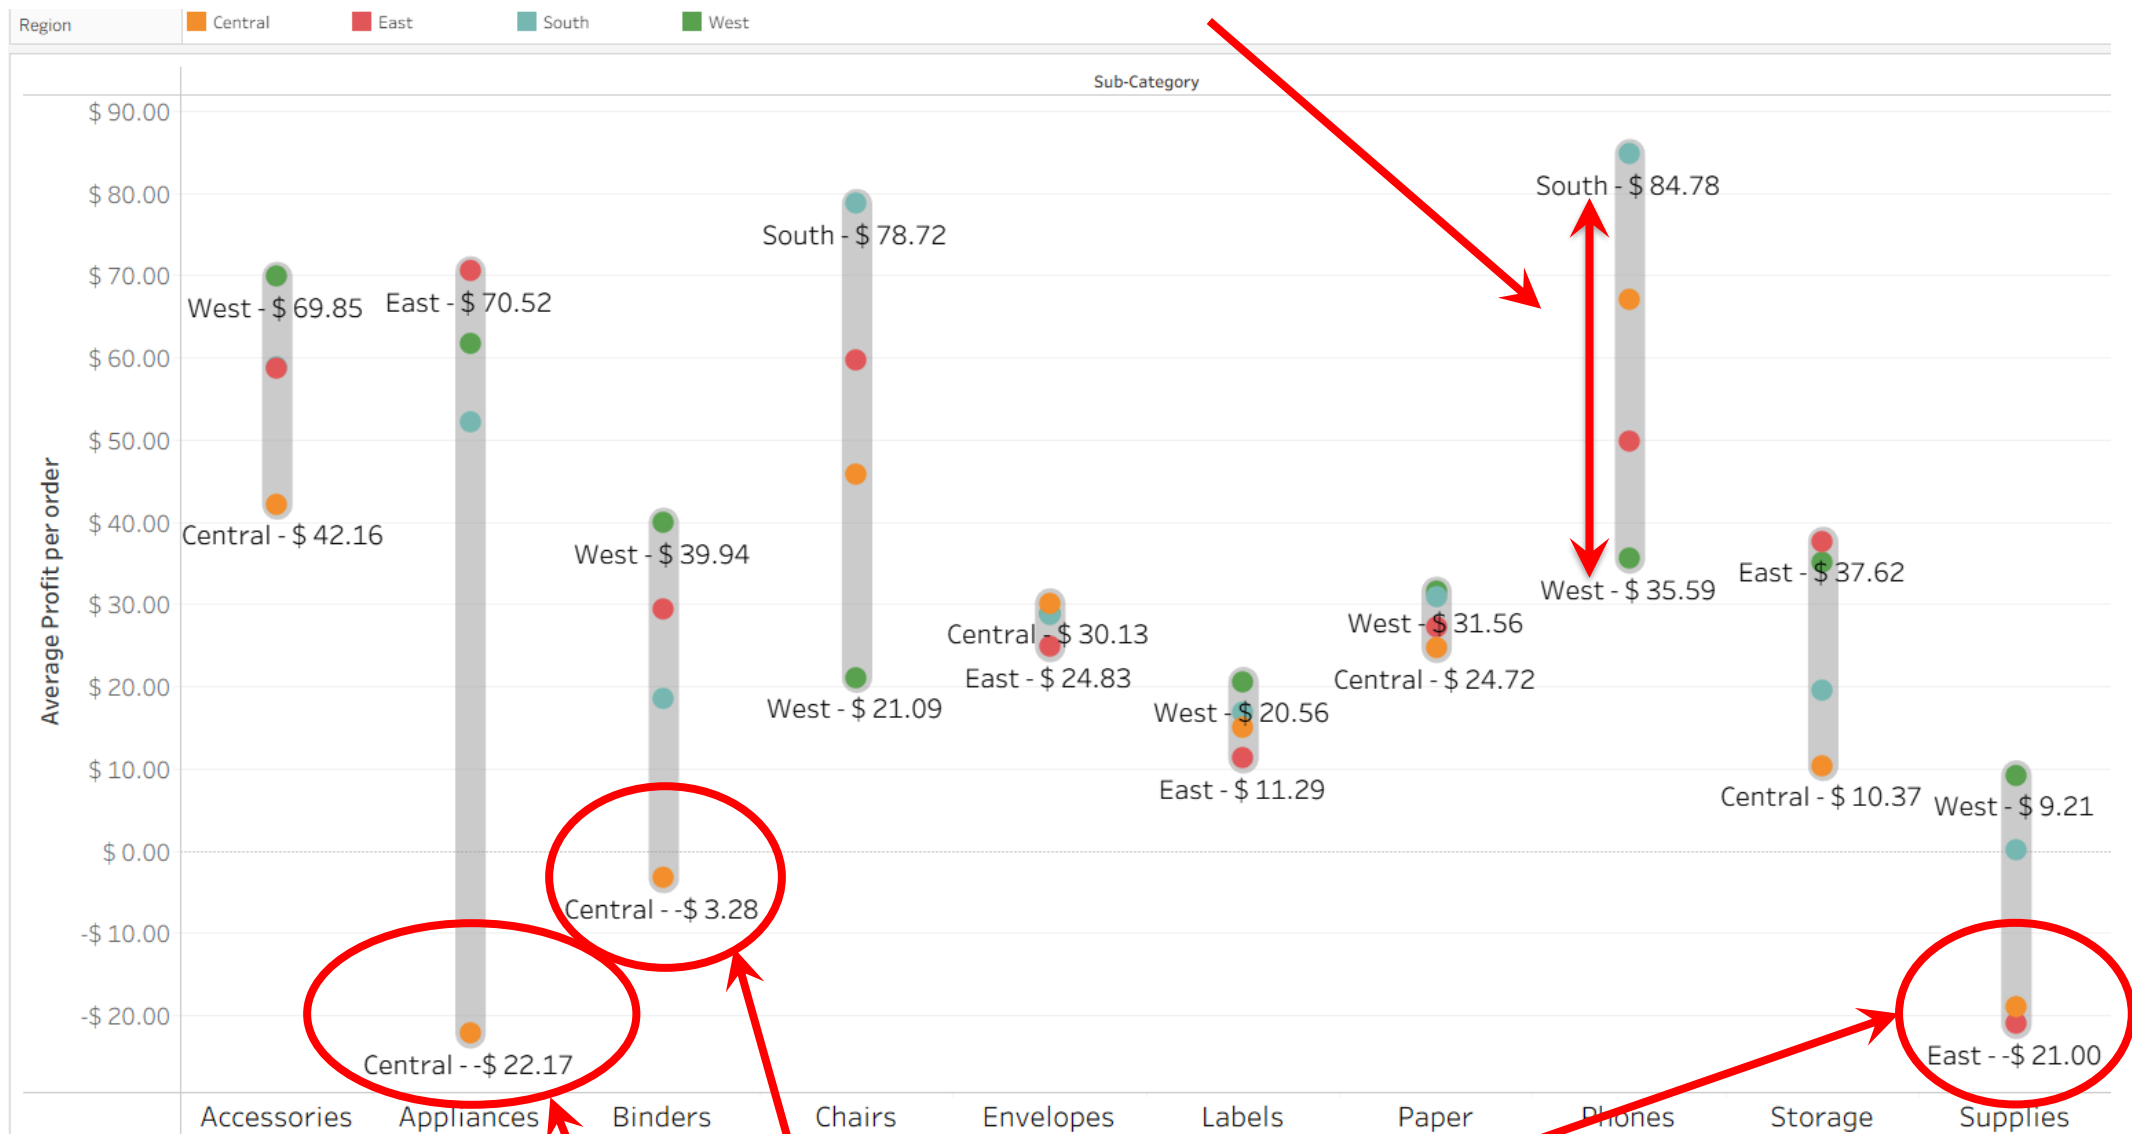 Region Central East South West
Sub-Category
Average Profit per order
$ 90.00
$ 80.00
$ 70.00
$ 60.00
$ 50.00
$ 40.00
$ 30.00
$ 20.00
$ 10.00
$ 0.00
-$ 10.00
-$ 20.00
West - $ 69.85
Central - $ 42.16
East - $ 70.52
Central - -$ 22.17
West - $ 39.94
Central - -$ 3.28
South - $ 78.72
West - $ 21.09
Central - $ 30.13
East - $ 24.83
West - $ 20.56
East - $ 11.29
West - $ 31.56
Central - $ 24.72
South - $ 84.78
West - $ 35.59
East - $ 37.62
Central - $ 10.37
West - $ 9.21
East - -$ 21.00
Accessories Appliances Binders Chairs Envelopes Labels Paper Phones Storage Supplies